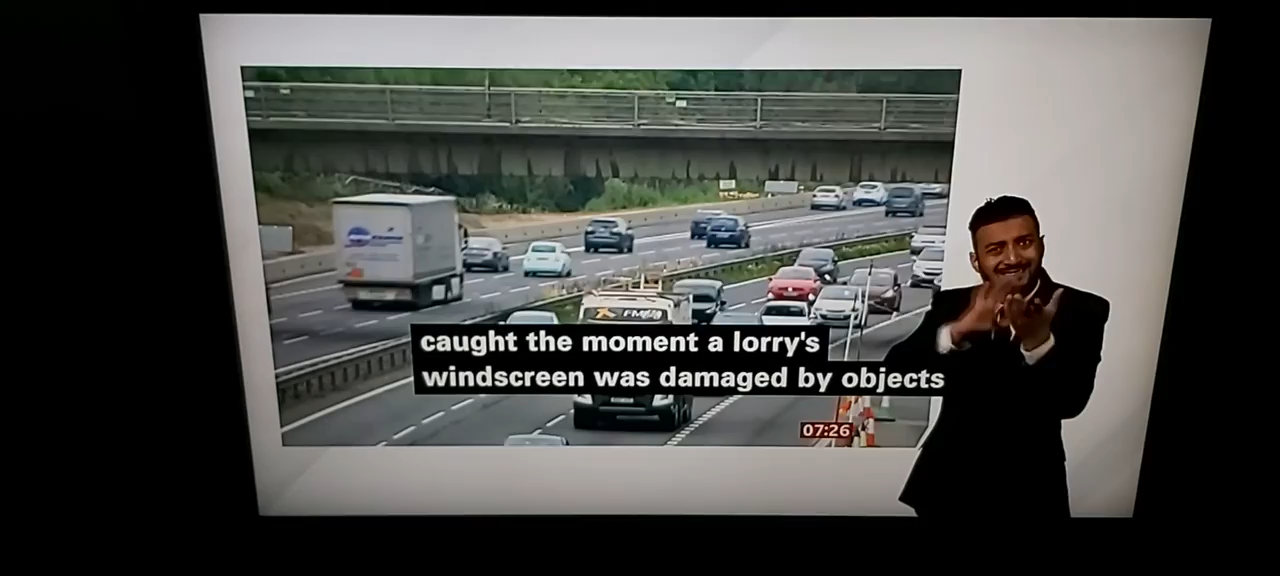 caught the moment a lorry's
windscreen was damaged by objects
07:26